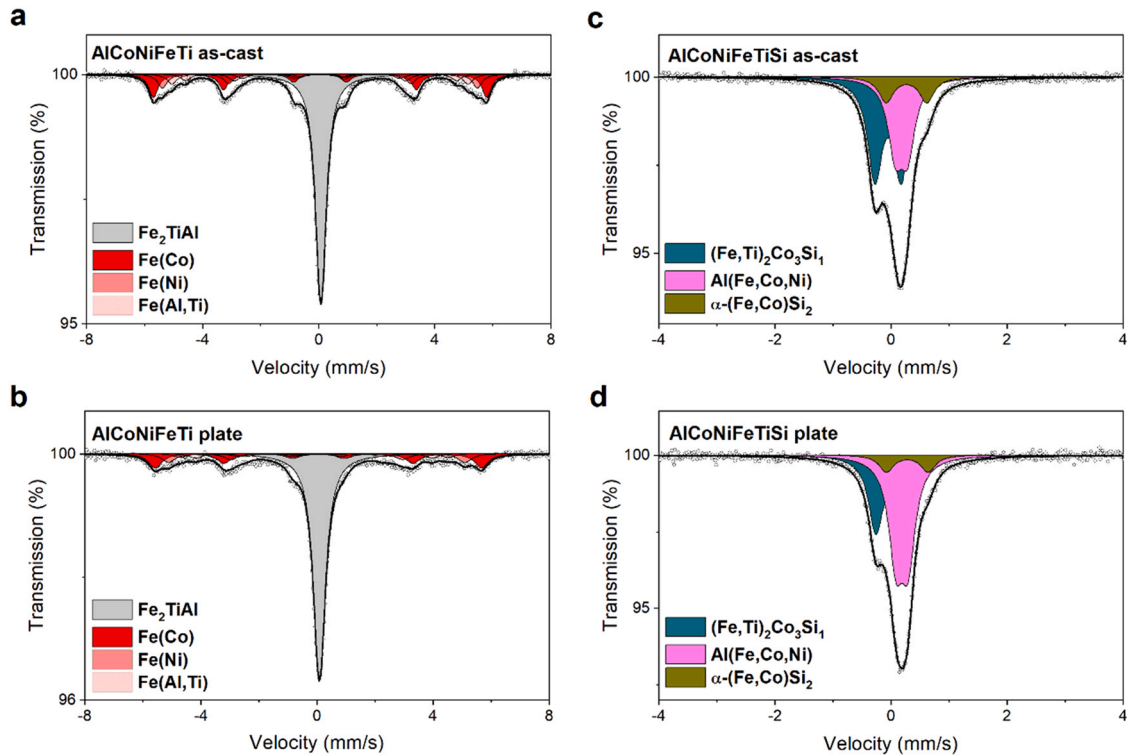 a
AlCoNiFeTi as-cast
100
95
Transmission (%)
Fe₂TiAl
Fe(Co)
Fe(Ni)
Fe(Al,Ti)
-8 -4 0 4 8
Velocity (mm/s)
b
AlCoNiFeTi plate
100
98
96
Transmission (%)
Fe₂TiAl
Fe(Co)
Fe(Ni)
Fe(Al,Ti)
-8 -4 0 4 8
Velocity (mm/s)
c
AlCoNiFeTiSi as-cast
100
95
Transmission (%)
(Fe,Ti)₂Co₃Si₁
Al(Fe,Co,Ni)
α-(Fe,Co)Si₂
-4 -2 0 2 4
Velocity (mm/s)
d
AlCoNiFeTiSi plate
100
95
Transmission (%)
(Fe,Ti)₂Co₃Si₁
Al(Fe,Co,Ni)
α-(Fe,Co)Si₂
-4 -2 0 2 4
Velocity (mm/s)